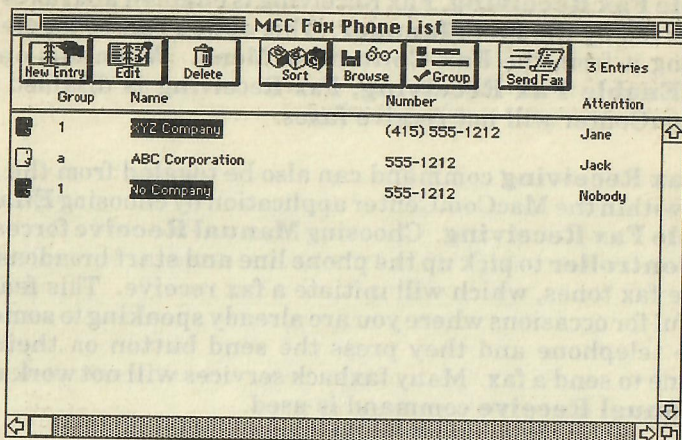 MCC Fax Phone List
New Entry Edit Delete Sort Browse Group Send Fax 3 Entries
Group Name Number Attention
1 XYZ Company (415) 555-1212 Jane
a ABC Corporation 555-1212 Jack
1 No Company 555-1212 Nobody